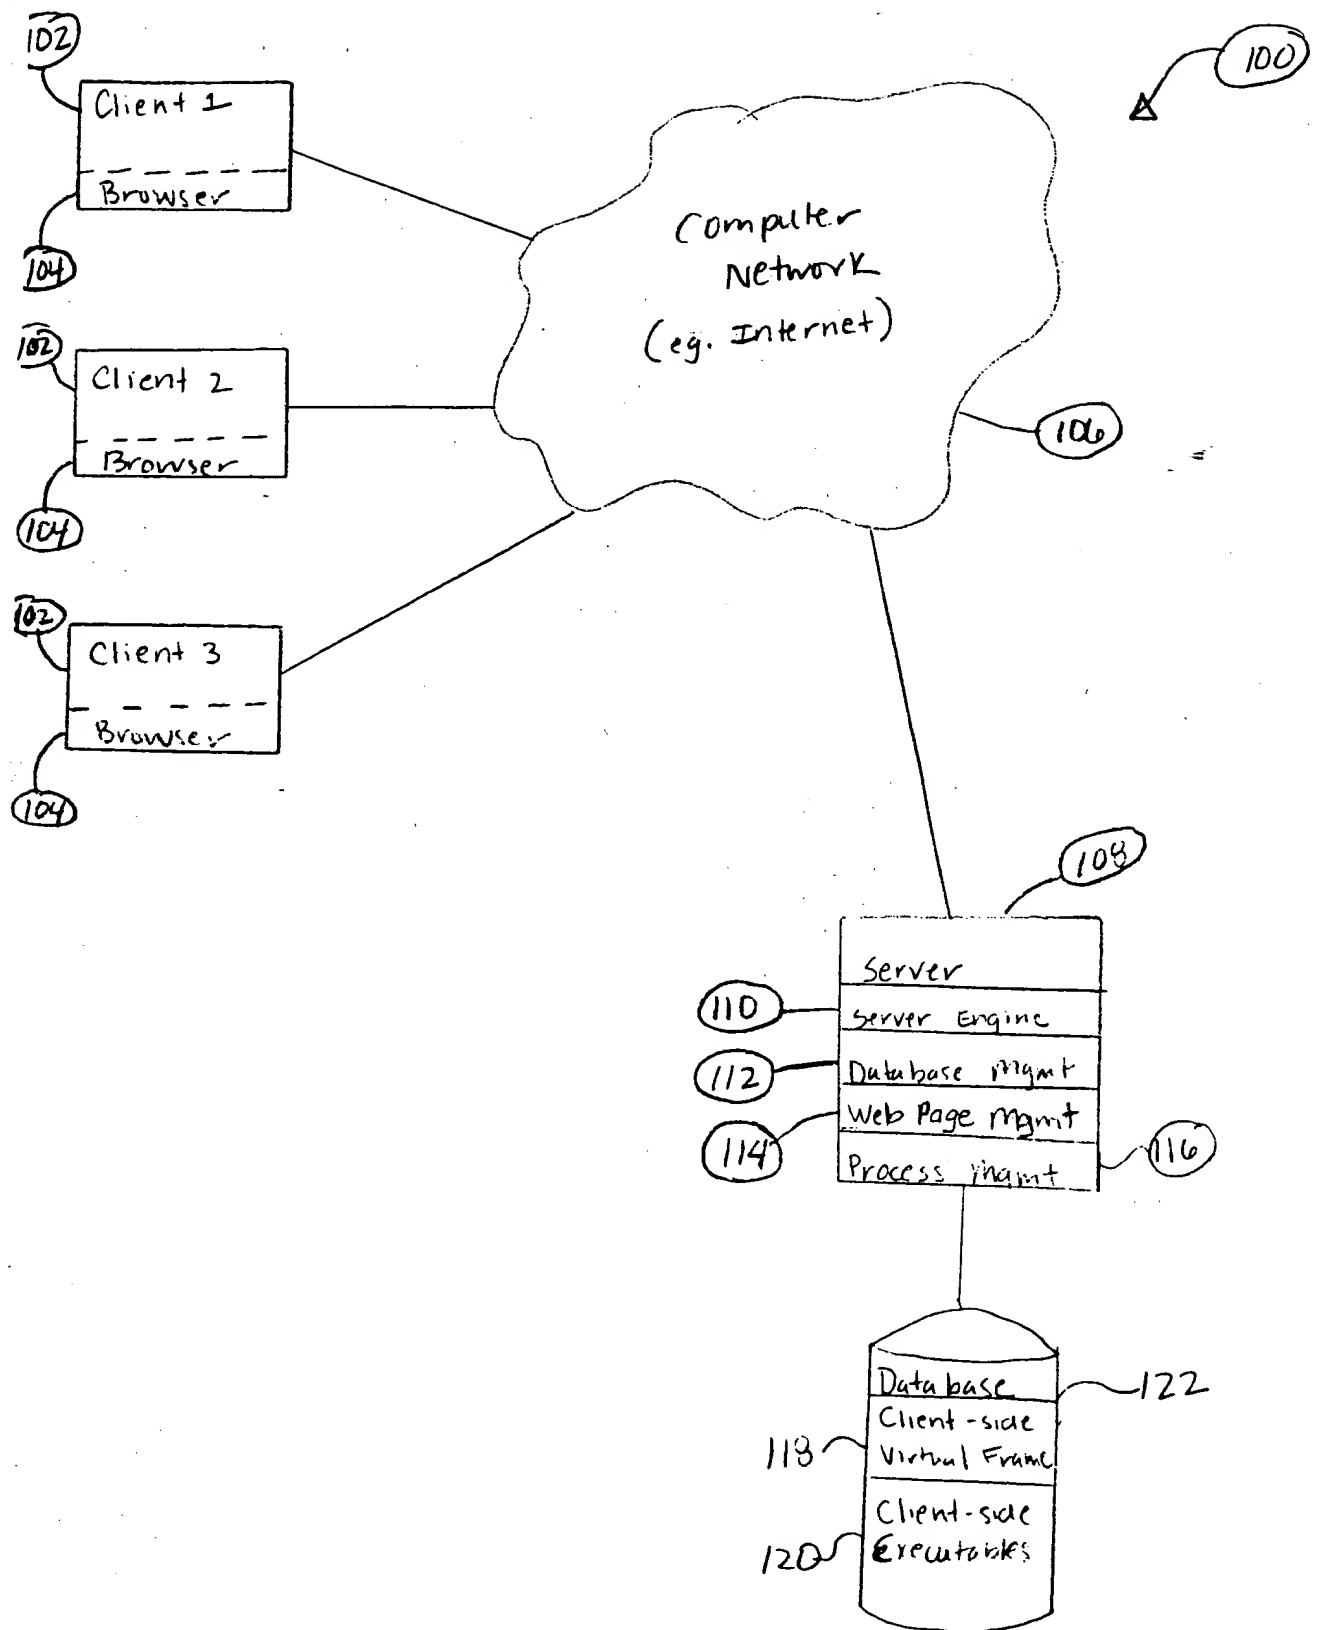 102
100
Client 1
Browser
104
Computer
Network
(eg. Internet)
102
Client 2
Browser
104
106
102
Client 3
Browser
104
108
Server
110
Server Engine
112
Database Mgmt
114
Web Page Mgmt
Process Mgmt
116
Database
122
Client-side
118
Virtual Frame
Client-side
120
Executables